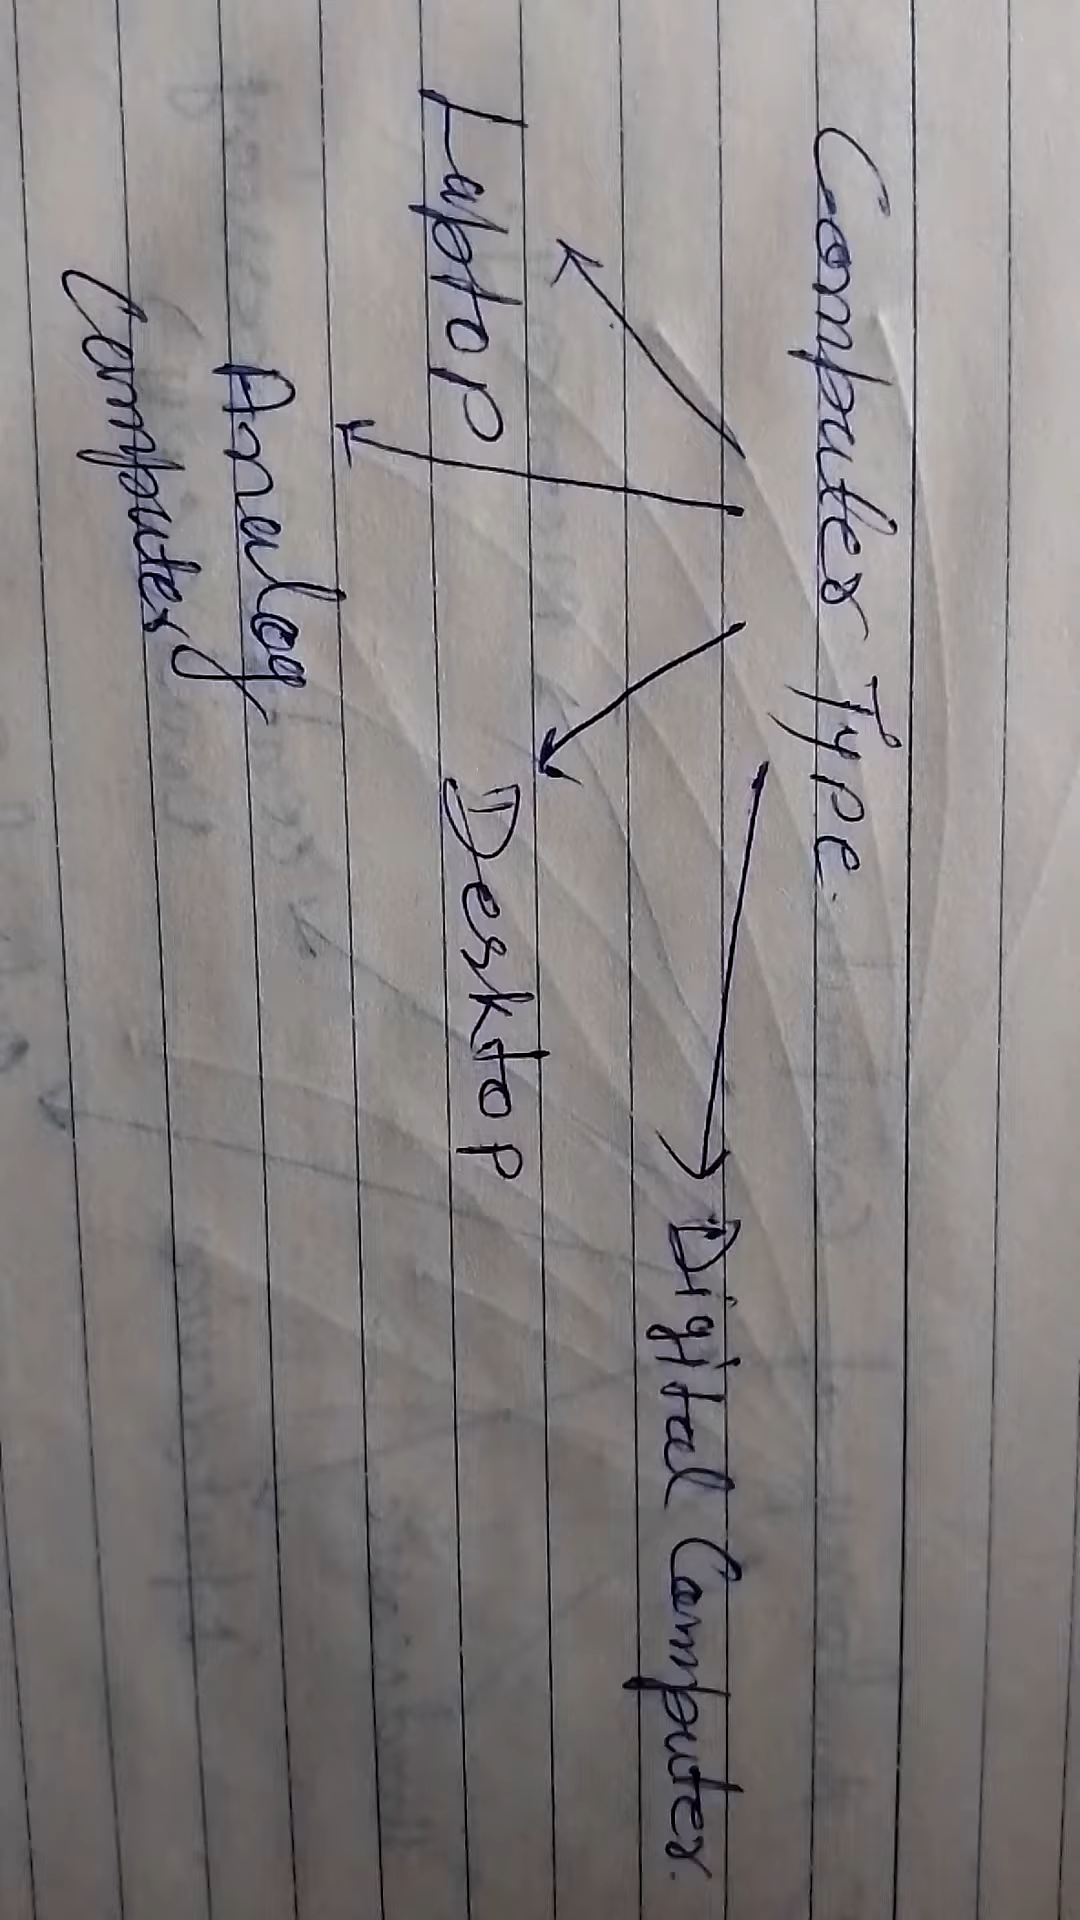 Computer Type.
Digital Computer.
Laptop
Desktop
Analog
Computer